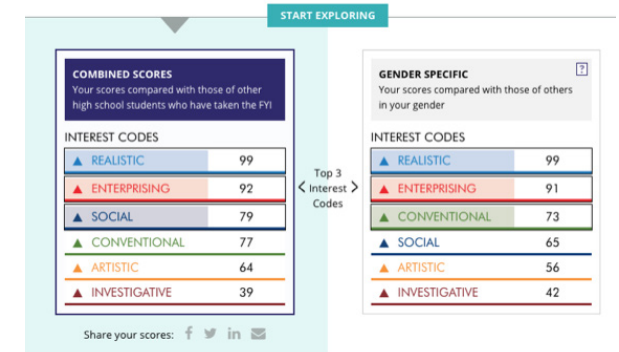 START EXPLORING
COMBINED SCORES
Your scores compared with those of other
high school students who have taken the FYI
INTEREST CODES
REALISTIC 99
ENTERPRISING 92
SOCIAL 79
CONVENTIONAL 77
ARTISTIC 64
INVESTIGATIVE 39
Share your scores:
Top 3
Interest
Codes
GENDER SPECIFIC
?
Your scores compared with those of others
in your gender
INTEREST CODES
REALISTIC 99
ENTERPRISING 91
CONVENTIONAL 73
SOCIAL 65
ARTISTIC 56
INVESTIGATIVE 42